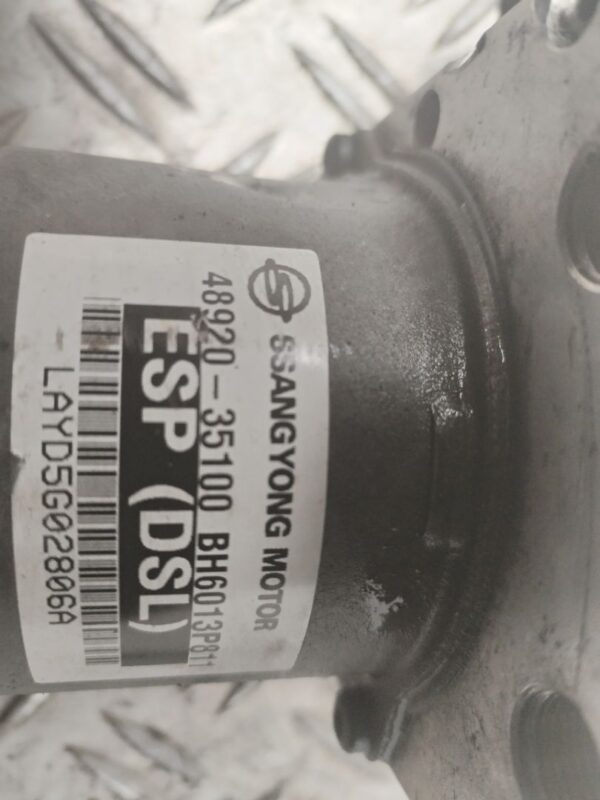 SSANGYONG MOTOR
48920-35100 BH6013P811
ESP (DSL)
LAYD5G02806A